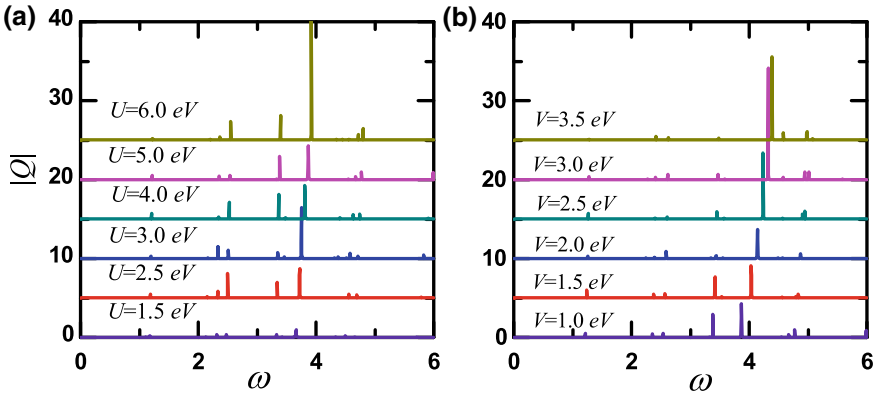 (a)
40
30
20
10
0
|Q|
U=6.0 eV
U=5.0 eV
U=4.0 eV
U=3.0 eV
U=2.5 eV
U=1.5 eV
0 2 4 6
ω
(b)
40
30
20
10
0
V=3.5 eV
V=3.0 eV
V=2.5 eV
V=2.0 eV
V=1.5 eV
V=1.0 eV
0 2 4 6
ω